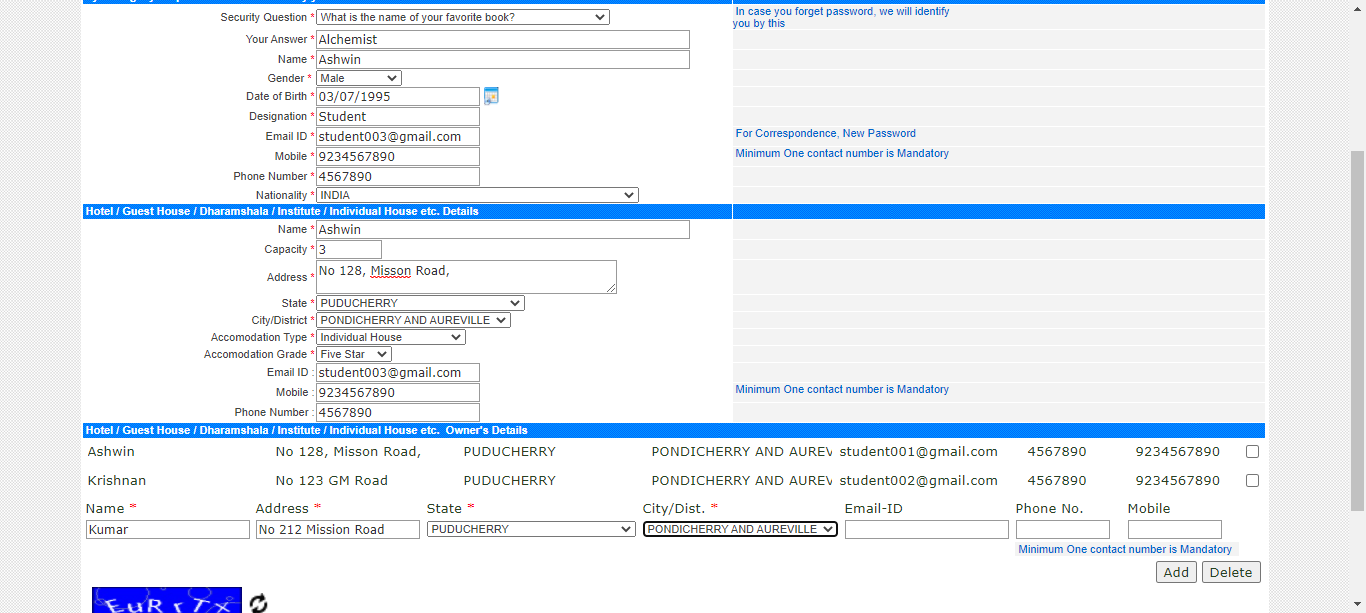 Security Question * What is the name of your favorite book? In case you forget password, we will identify
you by this
Your Answer * Alchemist
Name * Ashwin
Gender * Male
Date of Birth * 03/07/1995
Designation * Student
Email ID * student003@gmail.com For Correspondence, New Password
Mobile * 9234567890 Minimum One contact number is Mandatory
Phone Number * 4567890
Nationality * INDIA
Hotel / Guest House / Dharamshala / Institute / Individual House etc. Details
Name * Ashwin
Capacity * 3
Address * No 128, Misson Road,
State * PUDUCHERRY
City/District * PONDICHERRY AND AUREVILLE
Accomodation Type * Individual House
Accomodation Grade * Five Star
Email ID : student003@gmail.com
Mobile : 9234567890 Minimum One contact number is Mandatory
Phone Number : 4567890
Hotel / Guest House / Dharamshala / Institute / Individual House etc. Owner's Details
Ashwin No 128, Misson Road, PUDUCHERRY PONDICHERRY AND AUREV student001@gmail.com 4567890 9234567890
Krishnan No 123 GM Road PUDUCHERRY PONDICHERRY AND AUREV student002@gmail.com 4567890 9234567890
Name * Address * State * City/Dist. * Email-ID Phone No. Mobile
Kumar No 212 Mission Road PUDUCHERRY PONDICHERRY AND AUREVILLE
Minimum One contact number is Mandatory
Add Delete